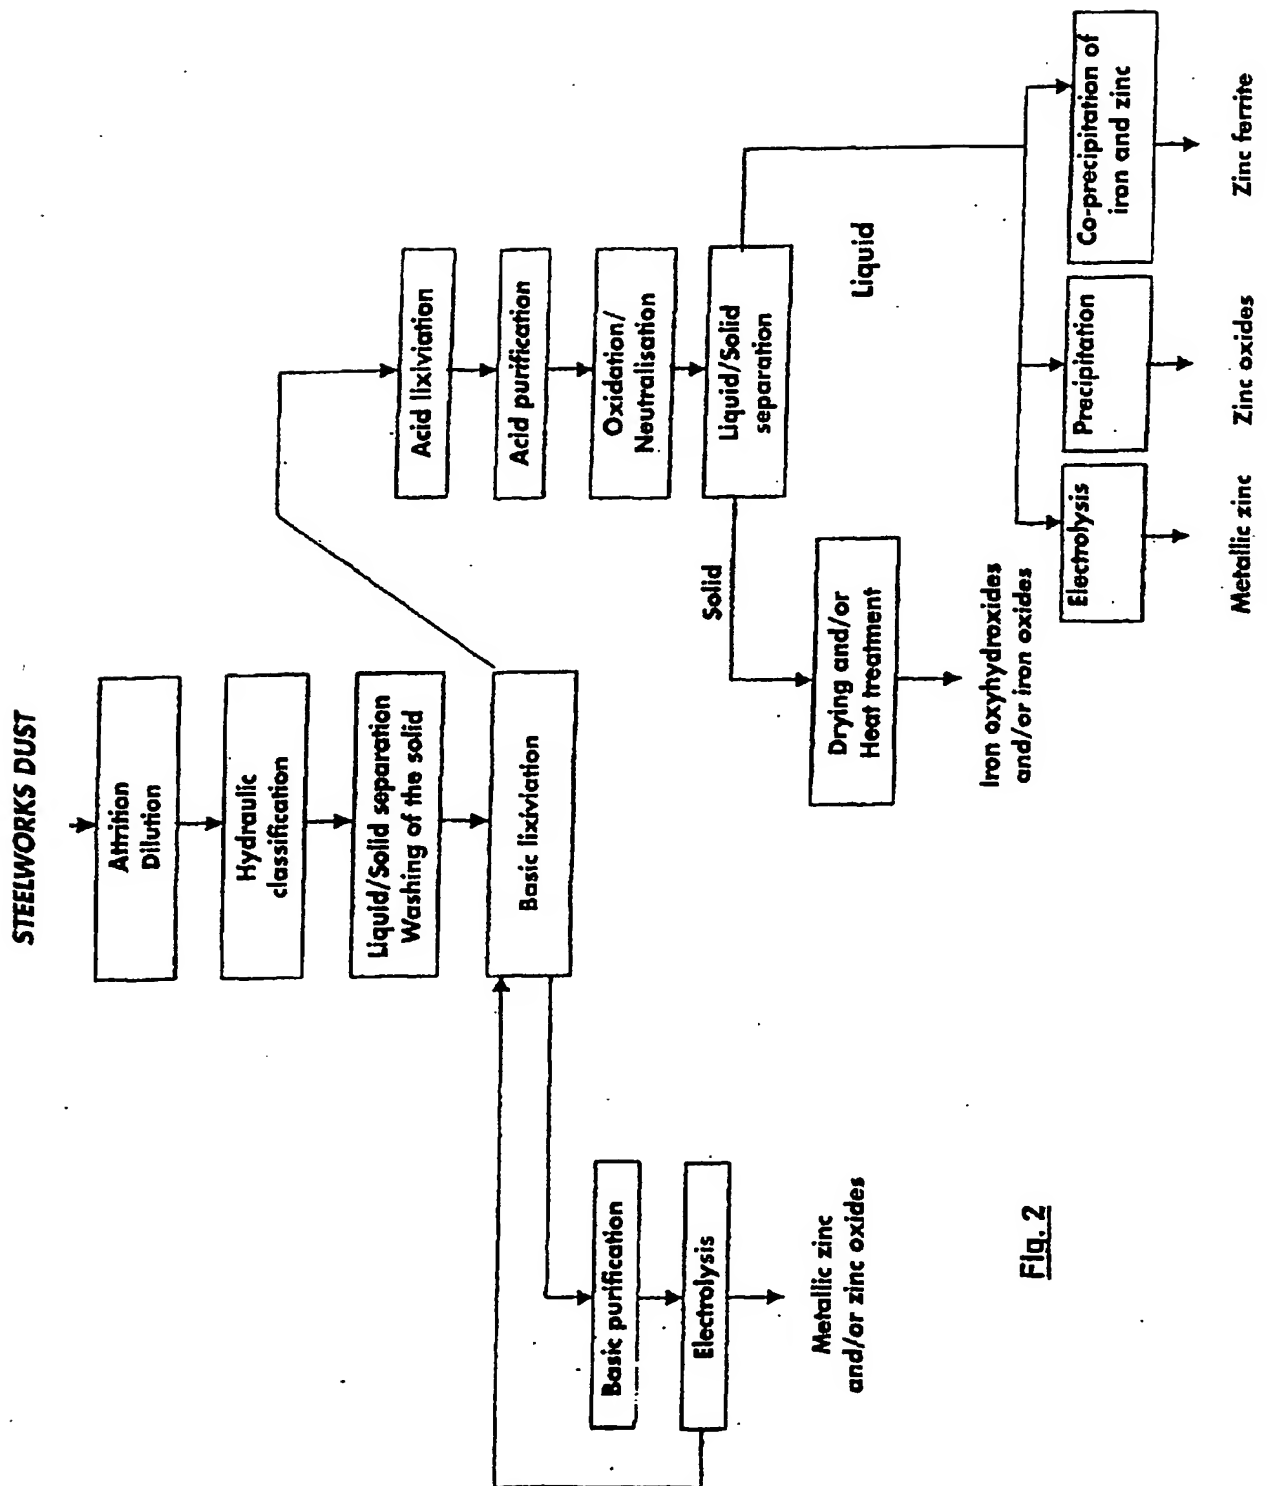 STEELWORKS DUST
Attrition
Dilution
Hydraulic
classification
Liquid/Solid separation
Washing of the solid
Basic lixiviation
Basic purification
Electrolysis
Metallic zinc
and/or zinc oxides
Acid lixiviation
Acid purification
Oxidation/
Neutralisation
Liquid/Solid
separation
Solid
Liquid
Drying and/or
Heat treatment
Iron oxyhydroxides
and/or iron oxides
Electrolysis
Metallic zinc
Precipitation
Zinc oxides
Co-precipitation of
iron and zinc
Zinc ferrite
Fig. 2